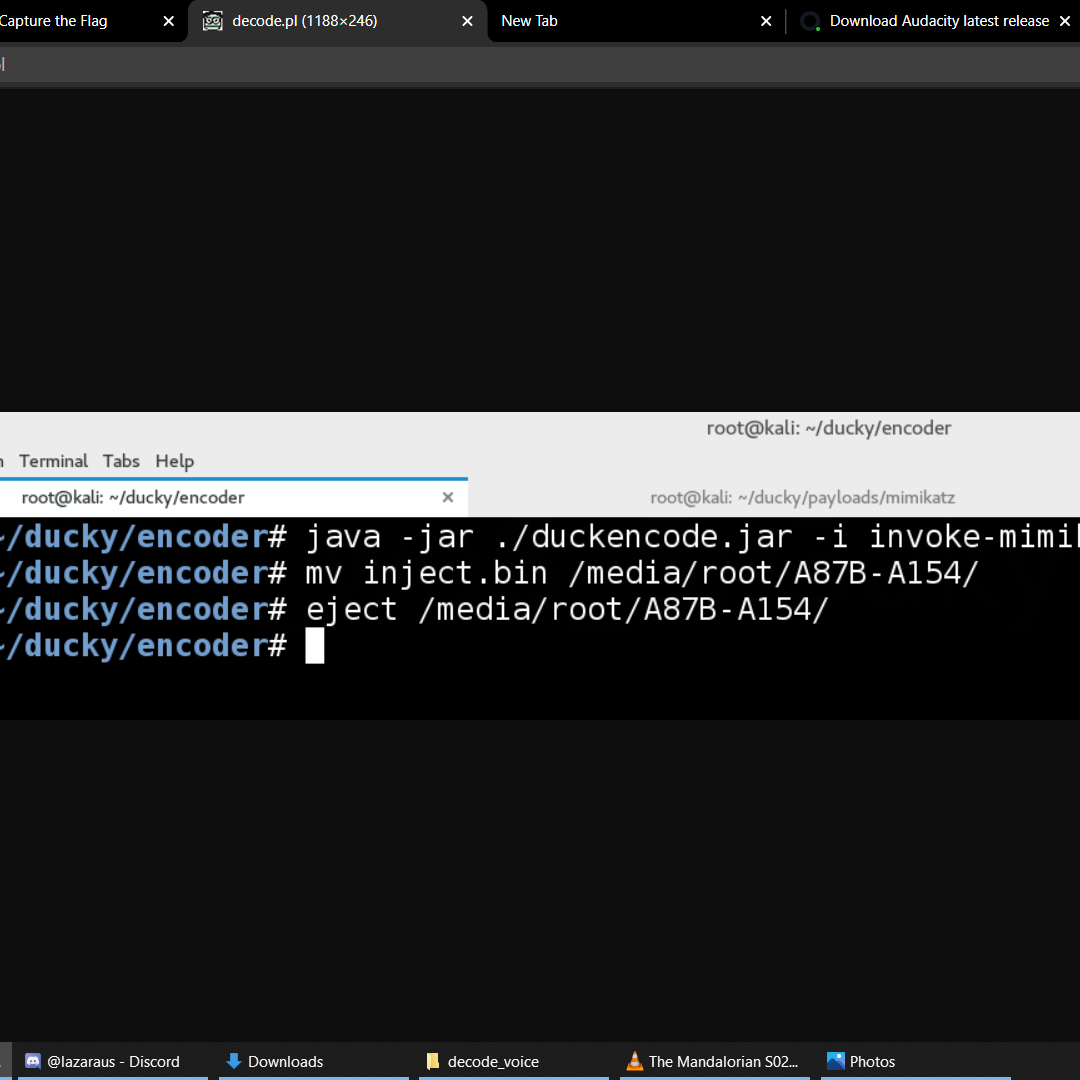 Capture the Flag
decode.pl (1188×246)
New Tab
Download Audacity latest release
root@kali: ~/ducky/encoder
Terminal Tabs Help
root@kali: ~/ducky/encoder
root@kali: ~/ducky/payloads/mimikatz
~/ducky/encoder# java -jar ./duckencode.jar -i invoke-mimik
~/ducky/encoder# mv inject.bin /media/root/A87B-A154/
~/ducky/encoder# eject /media/root/A87B-A154/
~/ducky/encoder#
@lazaraus - Discord
Downloads
decode_voice
The Mandalorian S02...
Photos